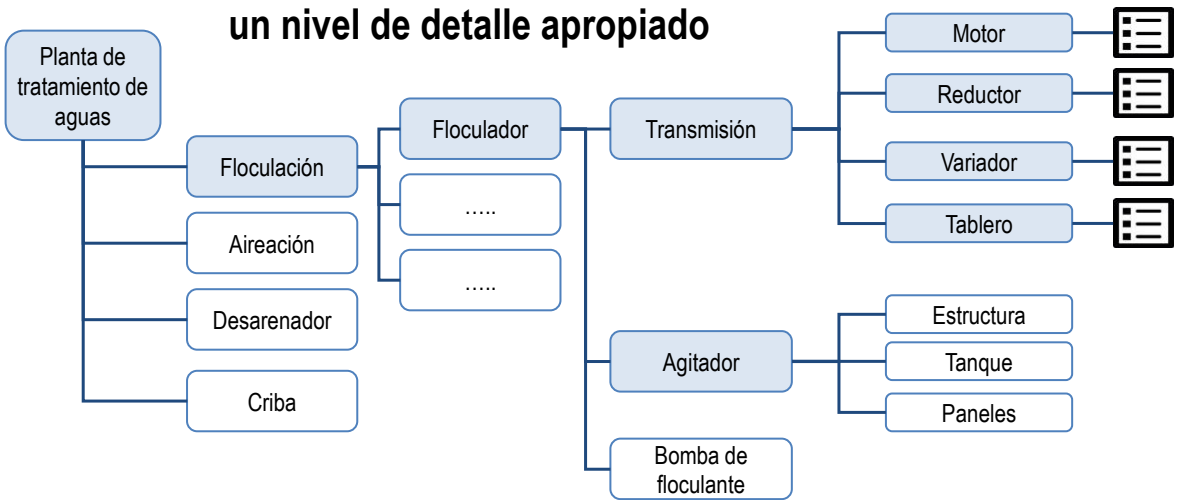 un nivel de detalle apropiado
Planta de
tratamiento de
aguas
Floculación
Aireación
Desarenador
Criba
Floculador
…..
…..
Transmisión
Agitador
Bomba de
floculante
Motor
Reductor
Variador
Tablero
Estructura
Tanque
Paneles